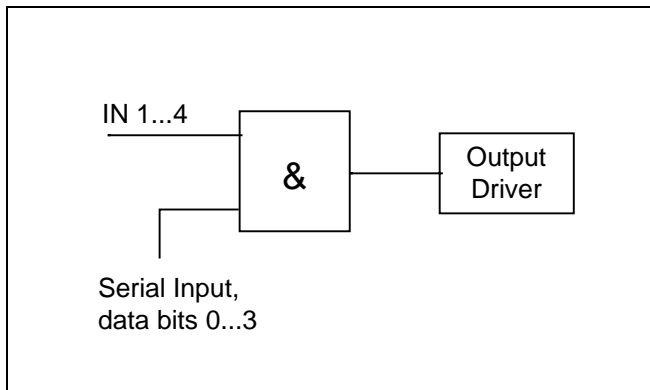 IN 1...4
&
Output
Driver
Serial Input,
data bits 0...3